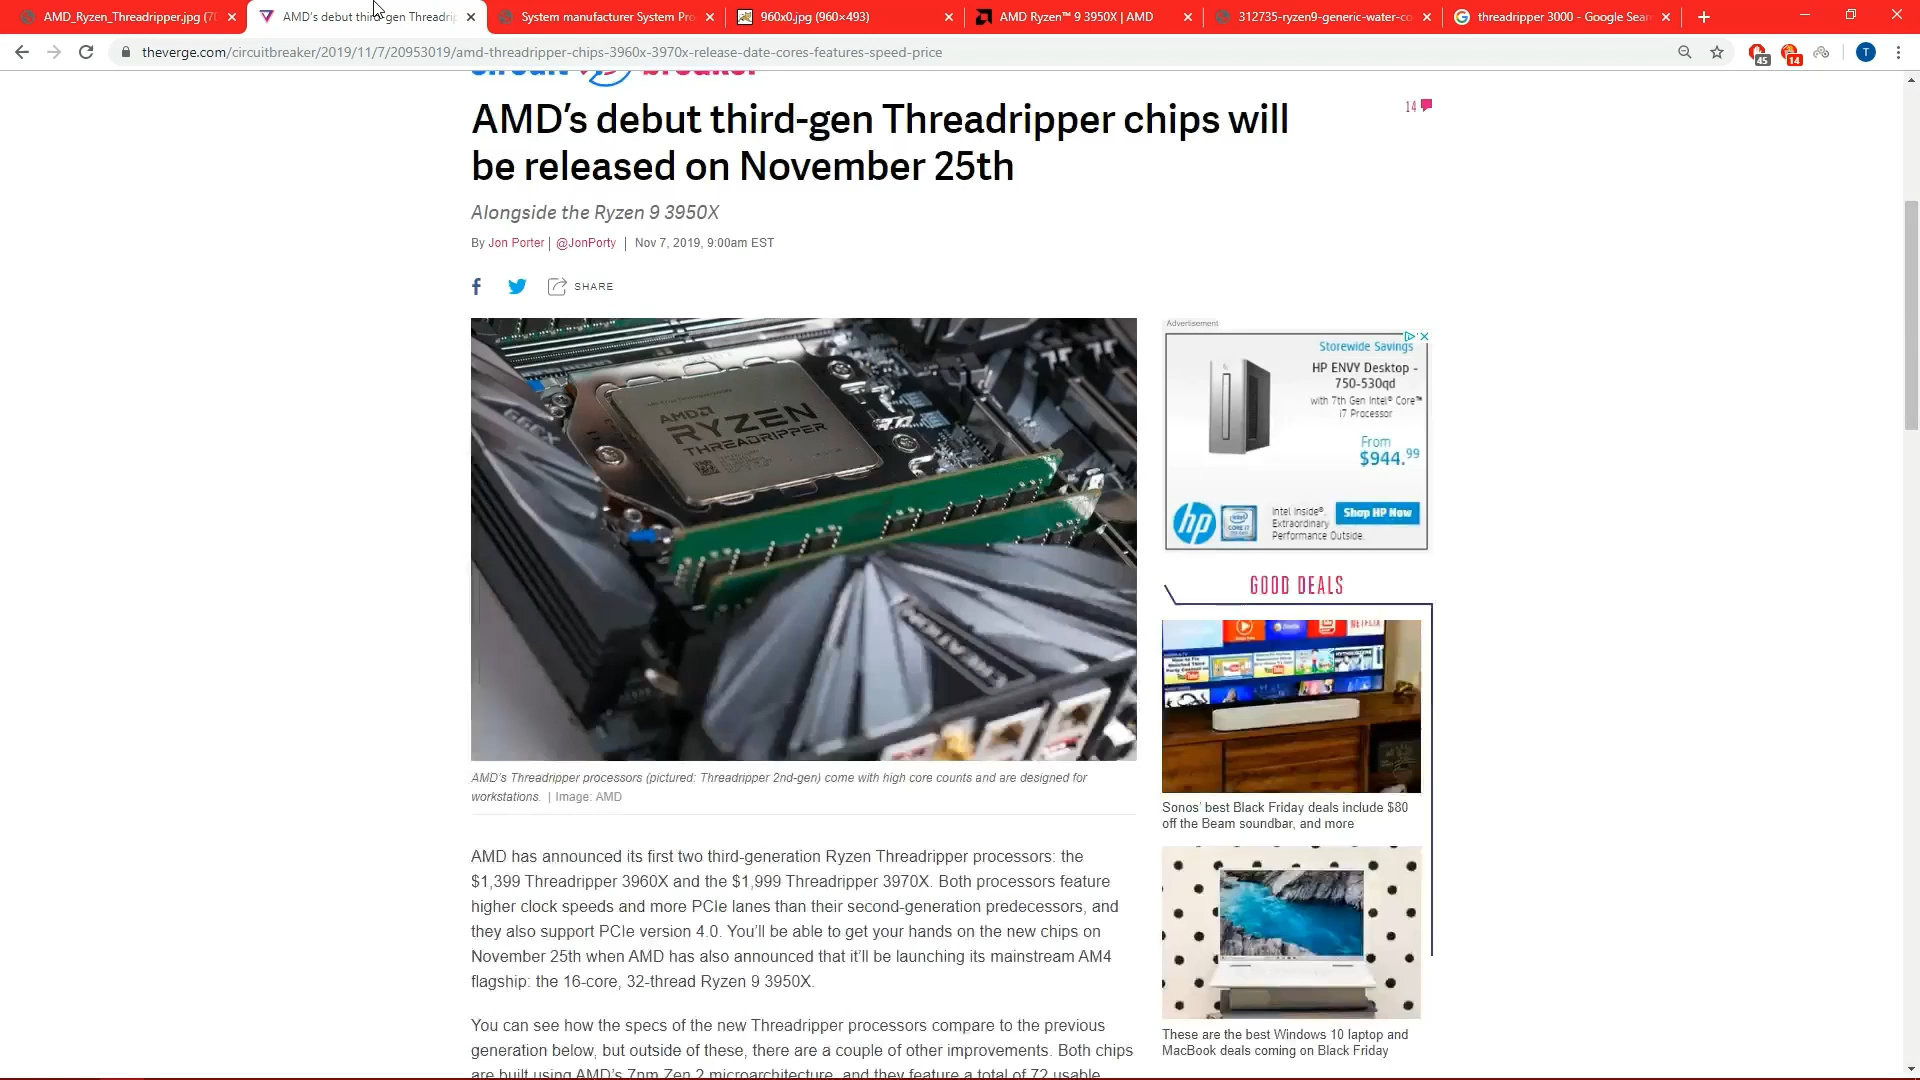 AMD_Ryzen_Threadripper.jpg (70
AMD's debut third-gen Threadrip
System manufacturer System Pro
960x0.jpg (960×493)
AMD Ryzen™ 9 3950X | AMD
312735-ryzen9-generic-water-co
threadripper 3000 - Google Sear
theverge.com/circuitbreaker/2019/11/7/20953019/amd-threadripper-chips-3960x-3970x-release-date-cores-features-speed-price
45
14
T
AMD's debut third-gen Threadripper chips will
be released on November 25th
14
Alongside the Ryzen 9 3950X
By Jon Porter | @JonPorty | Nov 7, 2019, 9:00am EST
SHARE
AMD
RYZEN
THREADRIPPER
Advertisement
Storewide Savings
HP ENVY Desktop -
750-530qd
with 7th Gen Intel® Core™
i7 Processor
From
$944.99
hp
Intel Inside®.
Extraordinary
Performance Outside.
Shop HP Now
GOOD DEALS
Sonos' best Black Friday deals include $80
off the Beam soundbar, and more
AMD's Threadripper processors (pictured: Threadripper 2nd-gen) come with high core counts and are designed for
workstations. | Image: AMD
These are the best Windows 10 laptop and
MacBook deals coming on Black Friday
AMD has announced its first two third-generation Ryzen Threadripper processors: the
$1,399 Threadripper 3960X and the $1,999 Threadripper 3970X. Both processors feature
higher clock speeds and more PCIe lanes than their second-generation predecessors, and
they also support PCIe version 4.0. You'll be able to get your hands on the new chips on
November 25th when AMD has also announced that it'll be launching its mainstream AM4
flagship: the 16-core, 32-thread Ryzen 9 3950X.
You can see how the specs of the new Threadripper processors compare to the previous
generation below, but outside of these, there are a couple of other improvements. Both chips
are built using AMD's 7nm Zen 2 microarchitecture, and they feature a total of 72 usable